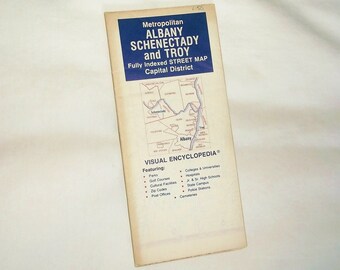 Metropolitan
ALBANY
SCHENECTADY
and TROY
Fully Indexed STREET MAP
Capital District
Albany
VISUAL ENCYCLOPEDIA®
Featuring:
• Parks
• Golf Courses
• Cultural Facilities
• Zip Codes
• Post Offices
• Colleges & Universities
• Hospitals
• Jr. & Sr. High Schools
• State Campus
• Police Stations
• Cemeteries